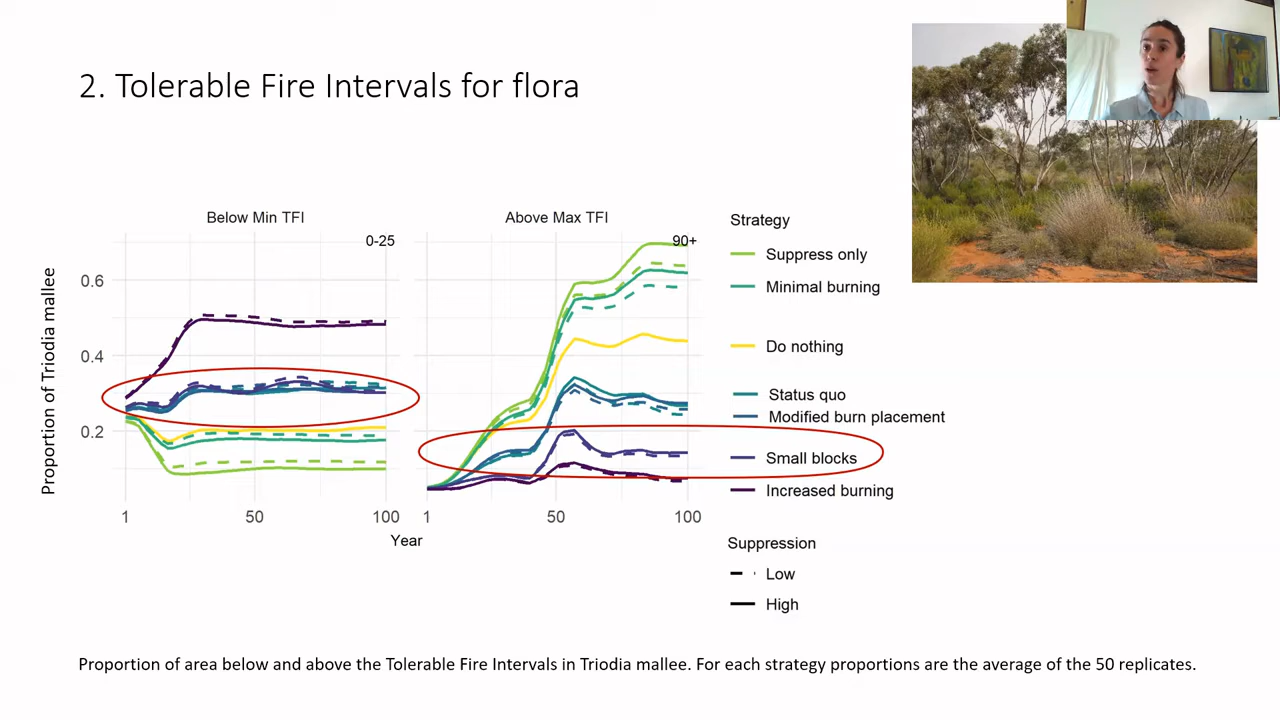 2. Tolerable Fire Intervals for flora
Below Min TFI
Above Max TFI
0-25
90+
Proportion of Triodia mallee
0.6
0.4
0.2
1
50
100
1
50
100
Year
Strategy
Suppress only
Minimal burning
Do nothing
Status quo
Modified burn placement
Small blocks
Increased burning
Suppression
Low
High
Proportion of area below and above the Tolerable Fire Intervals in Triodia mallee. For each strategy proportions are the average of the 50 replicates.